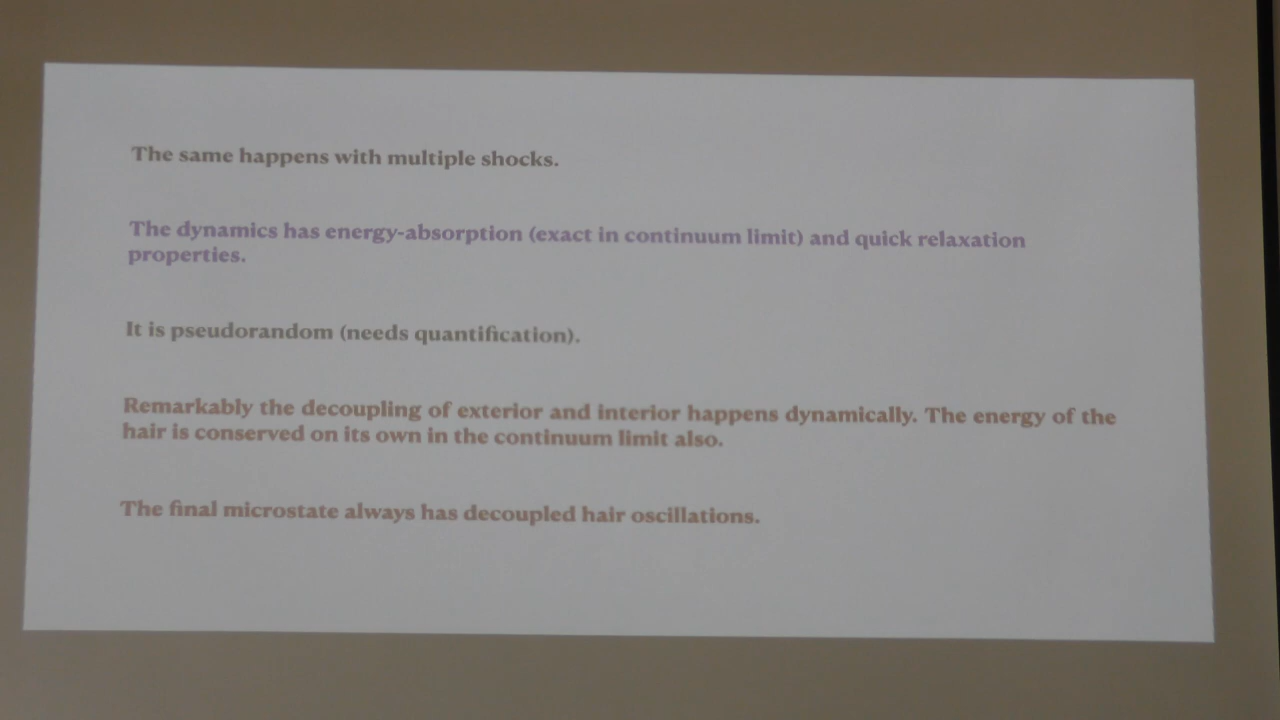 The same happens with multiple shocks.
The dynamics has energy-absorption (exact in continuum limit) and quick relaxation
properties.
It is pseudorandom (needs quantification).
Remarkably the decoupling of exterior and interior happens dynamically. The energy of the
hair is conserved on its own in the continuum limit also.
The final microstate always has decoupled hair oscillations.